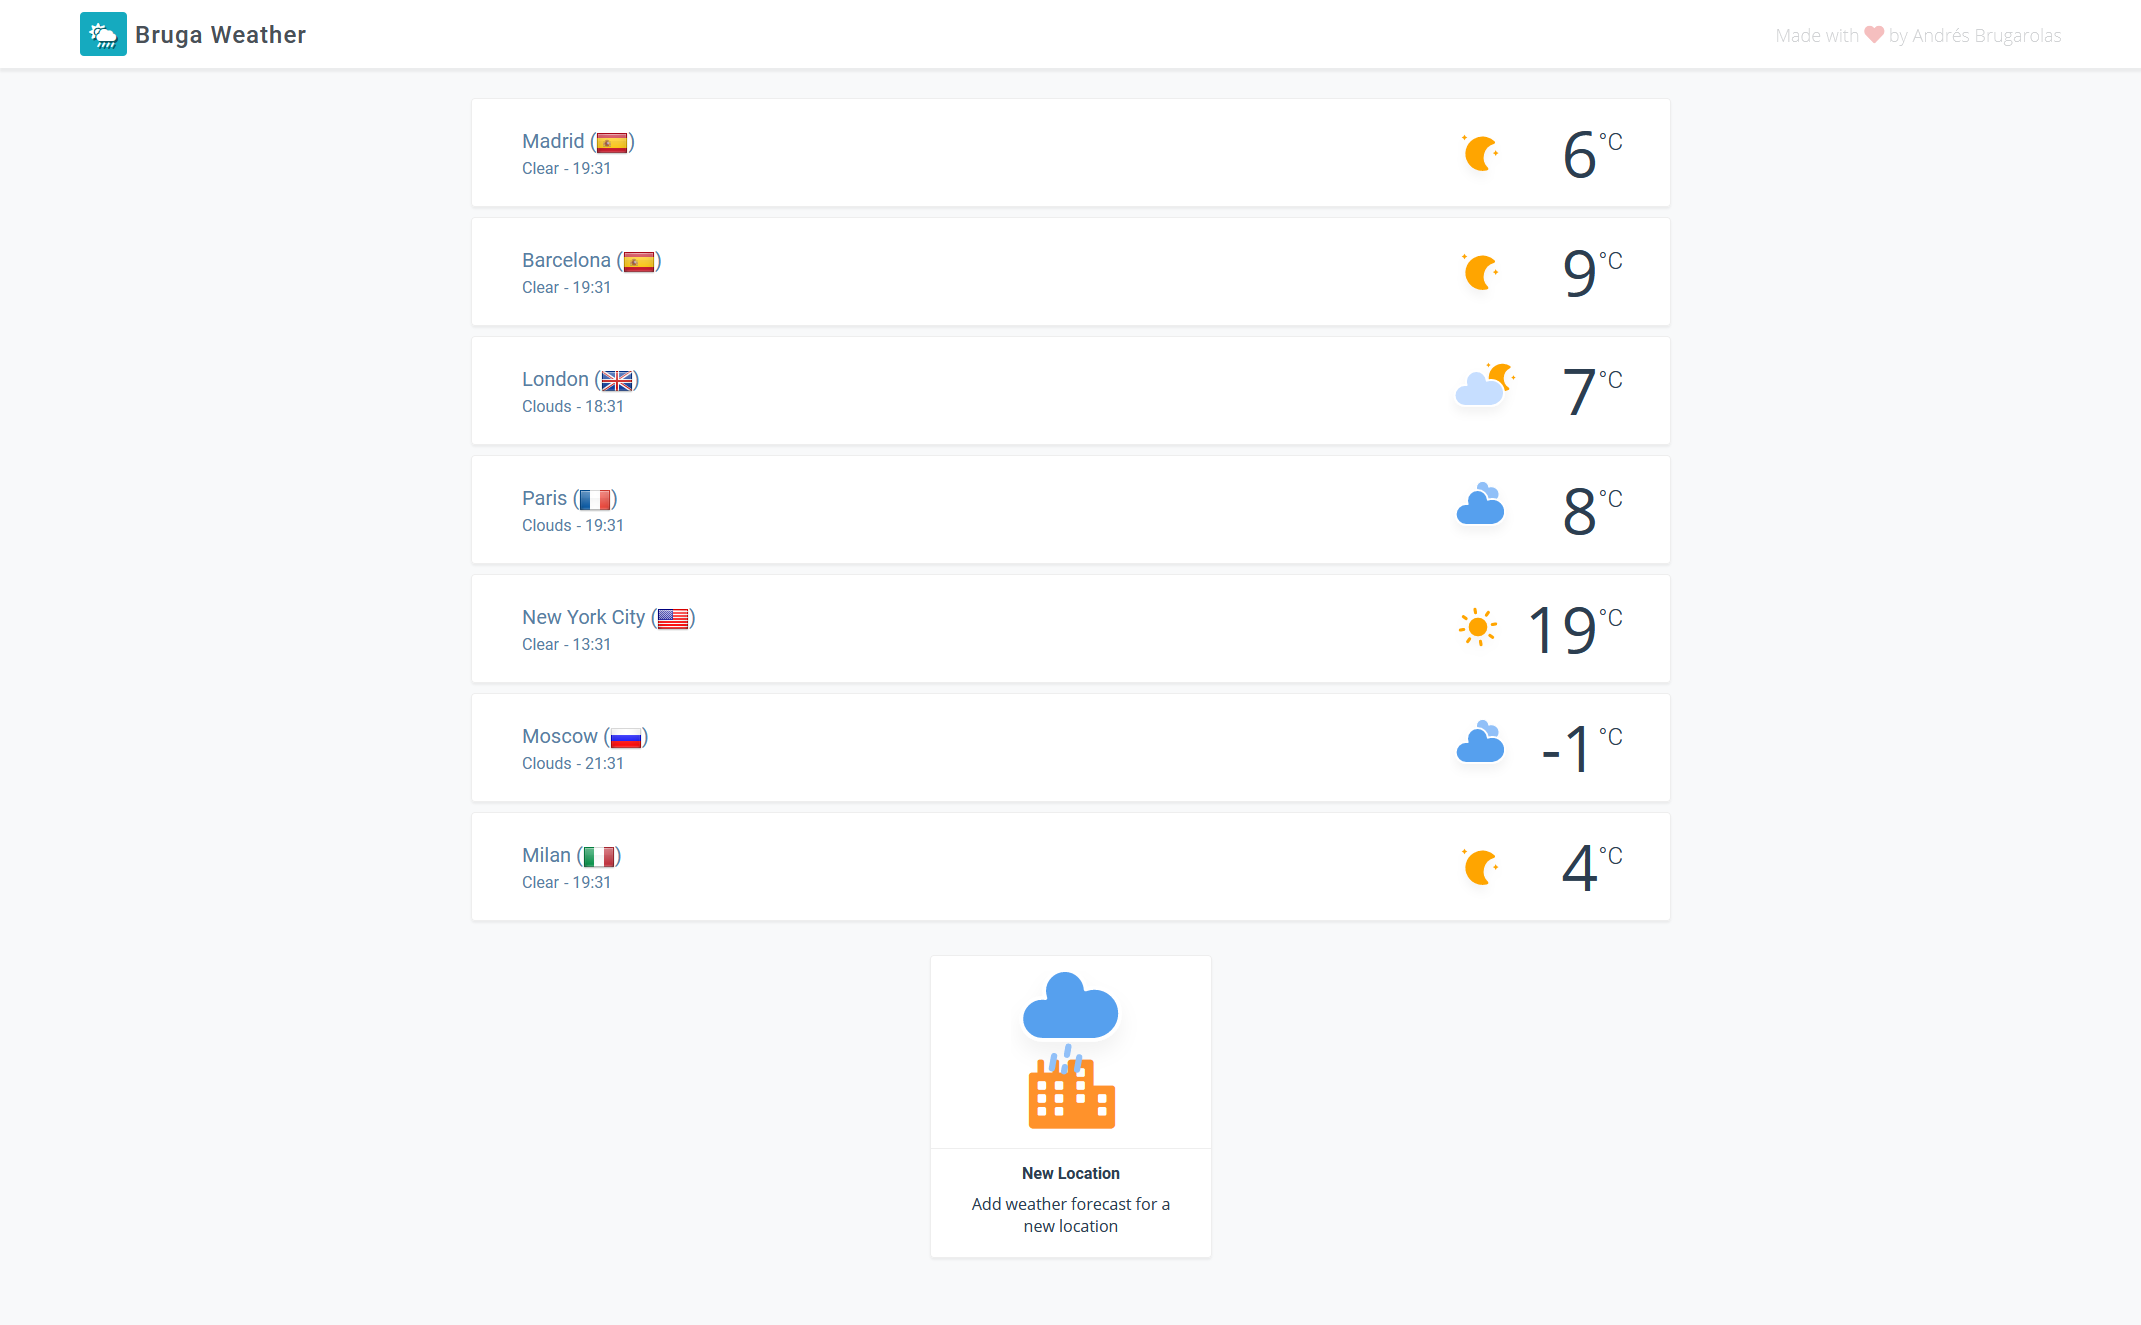 Bruga Weather
Made with by Andrés Brugarolas
Madrid ()
Clear - 19:31
6 °C
Barcelona ()
Clear - 19:31
9 °C
London ()
Clouds - 18:31
7 °C
Paris ()
Clouds - 19:31
8 °C
New York City ()
Clear - 13:31
19 °C
Moscow ()
Clouds - 21:31
-1 °C
Milan ()
Clear - 19:31
4 °C
New Location
Add weather forecast for a
new location